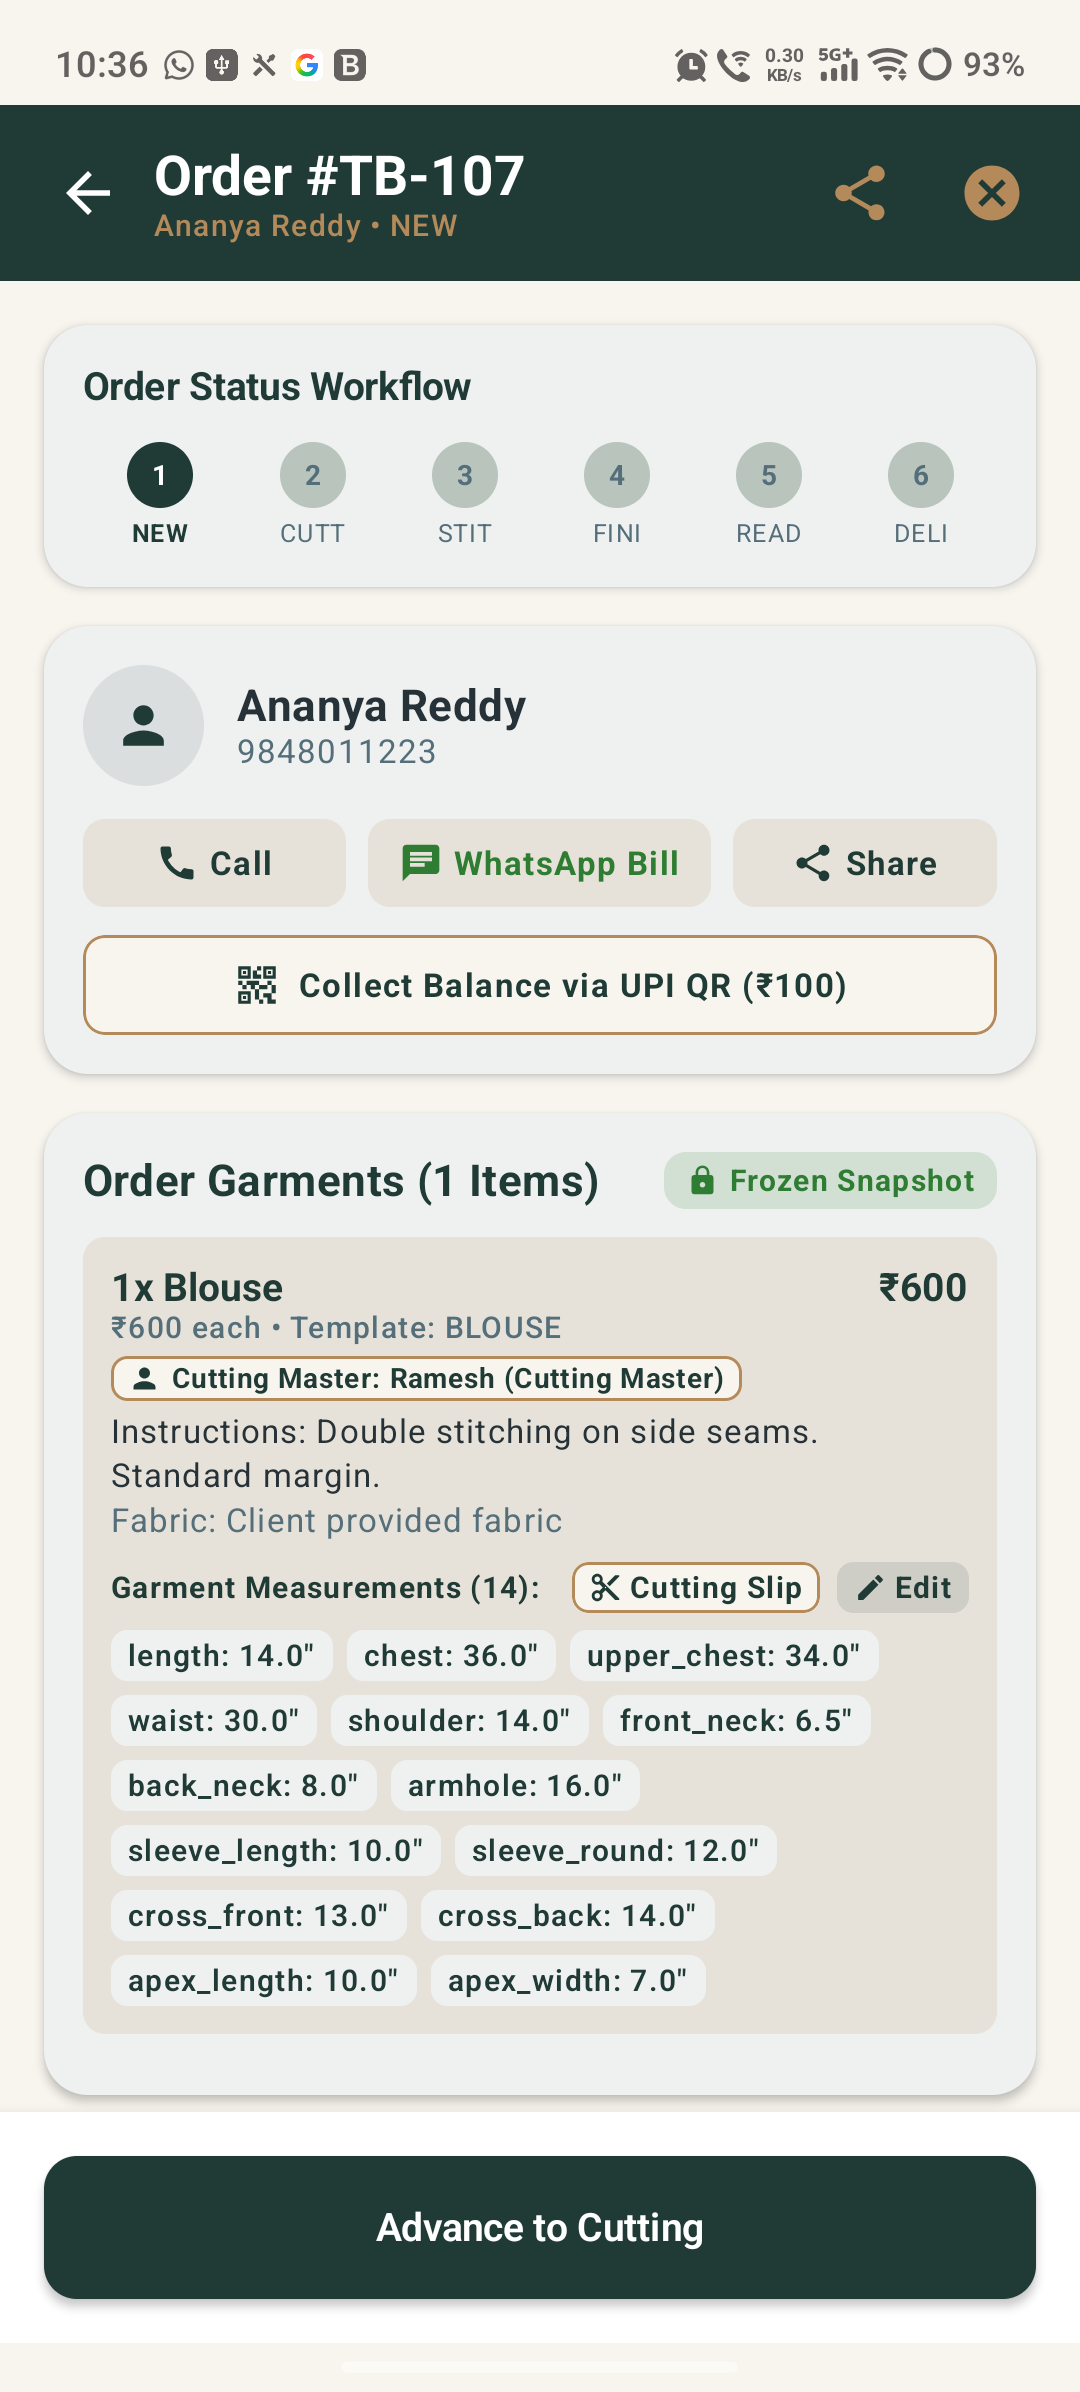 10:36 B 0.30 KB/s 5G+ 93%
Order #TB-107
Ananya Reddy • NEW
Order Status Workflow
1 2 3 4 5 6
NEW CUTT STIT FINI READ DELI
Ananya Reddy
9848011223
Call WhatsApp Bill Share
Collect Balance via UPI QR (₹100)
Order Garments (1 Items) Frozen Snapshot
1x Blouse ₹600
₹600 each • Template: BLOUSE
Cutting Master: Ramesh (Cutting Master)
Instructions: Double stitching on side seams.
Standard margin.
Fabric: Client provided fabric
Garment Measurements (14): Cutting Slip Edit
length: 14.0" chest: 36.0" upper_chest: 34.0"
waist: 30.0" shoulder: 14.0" front_neck: 6.5"
back_neck: 8.0" armhole: 16.0"
sleeve_length: 10.0" sleeve_round: 12.0"
cross_front: 13.0" cross_back: 14.0"
apex_length: 10.0" apex_width: 7.0"
Advance to Cutting